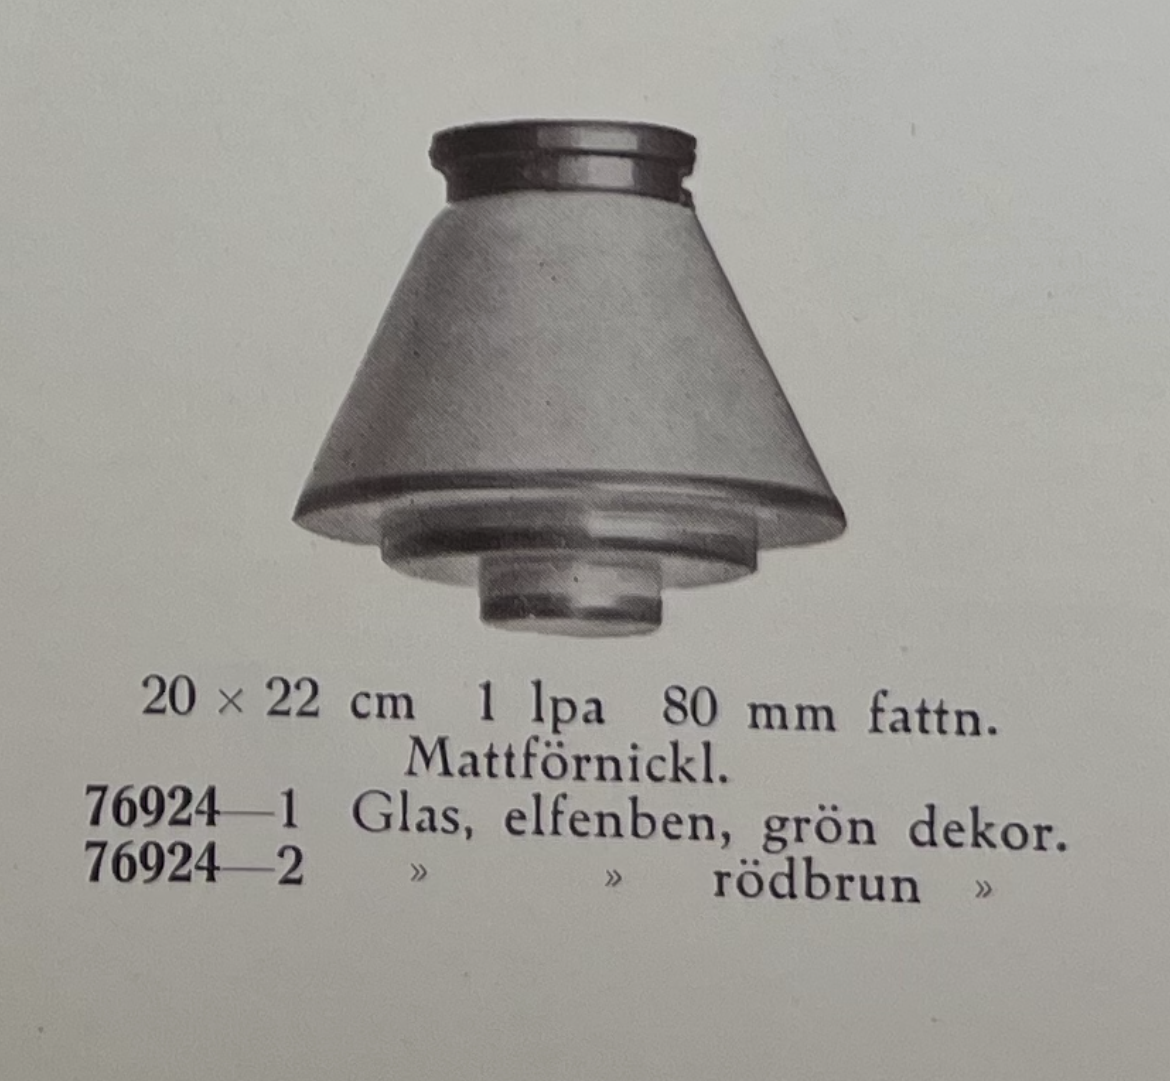 20 × 22 cm 1 lpa 80 mm fattn.
Mattförnickl.
76924—1 Glas, elfenben, grön dekor.
76924—2 » » rödbrun »